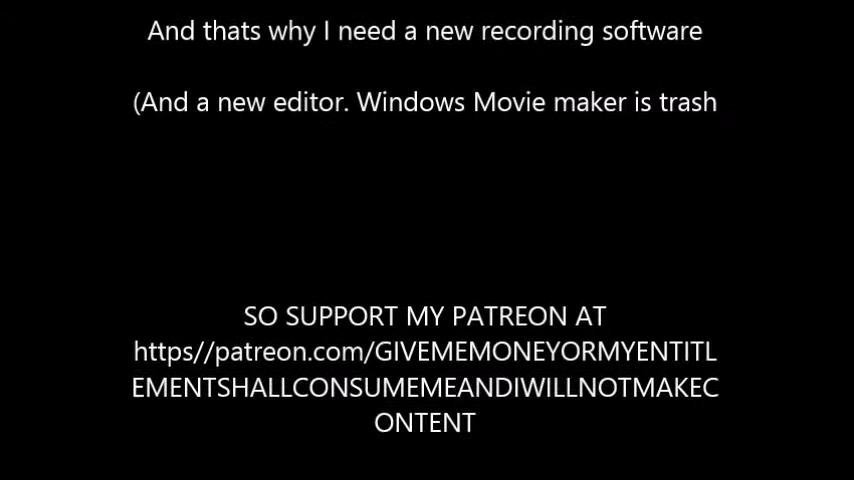 And thats why I need a new recording software
(And a new editor. Windows Movie maker is trash
SO SUPPORT MY PATREON AT
https//patreon.com/GIVEMEMONEYORMYENTITL
EMENTSHALLCONSUMEMEANDIWILLNOTMAKEC
ONTENT